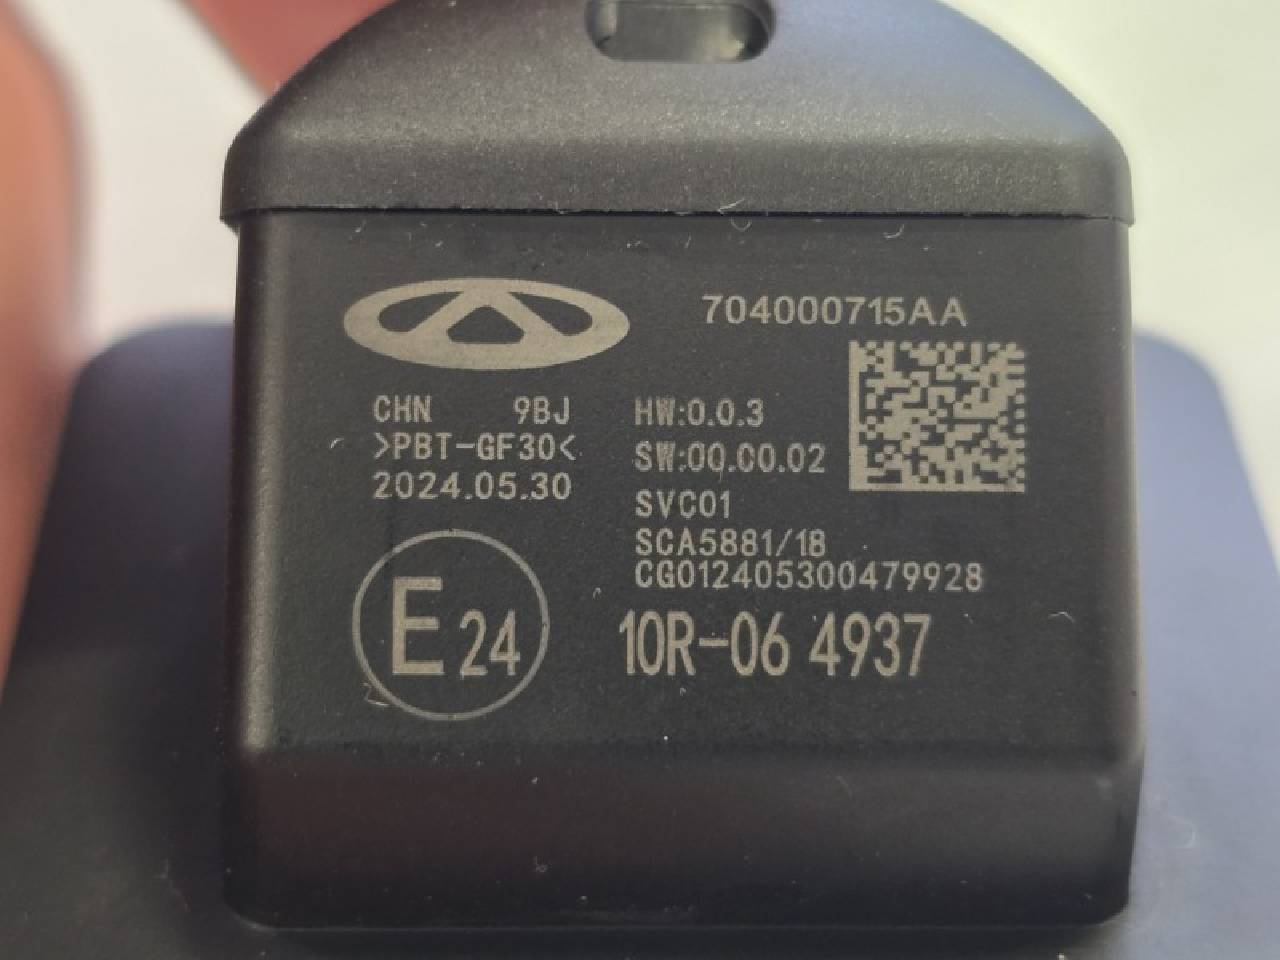 704000715AA
CHN 9BJ
>PBT-GF30<
2024.05.30
HW:0.0.3
SW:00.00.02
SVC01
SCA5881/18
CG012405300479928
E 24
10R-06 4937